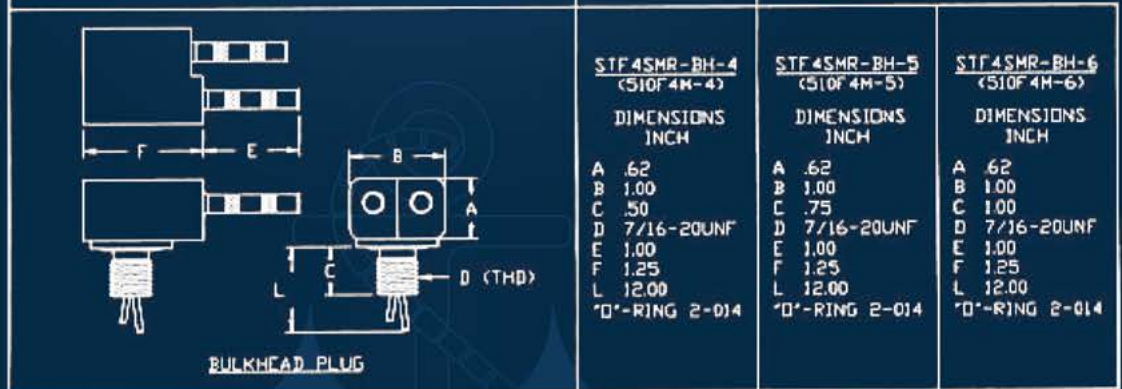 F
E
B
A
C
L
D (THD)
BULKHEAD PLUG
STF4SMR-BH-4
(510F4M-4)
DIMENSIONS
INCH
A .62
B 1.00
C .50
D 7/16-20UNF
E 1.00
F 1.25
L 12.00
"O"-RING 2-014
STF4SMR-BH-5
(510F4M-5)
DIMENSIONS
INCH
A .62
B 1.00
C .75
D 7/16-20UNF
E 1.00
F 1.25
L 12.00
"O"-RING 2-014
STF4SMR-BH-6
(510F4M-6)
DIMENSIONS
INCH
A .62
B 1.00
C 1.00
D 7/16-20UNF
E 1.00
F 1.25
L 12.00
"O"-RING 2-014